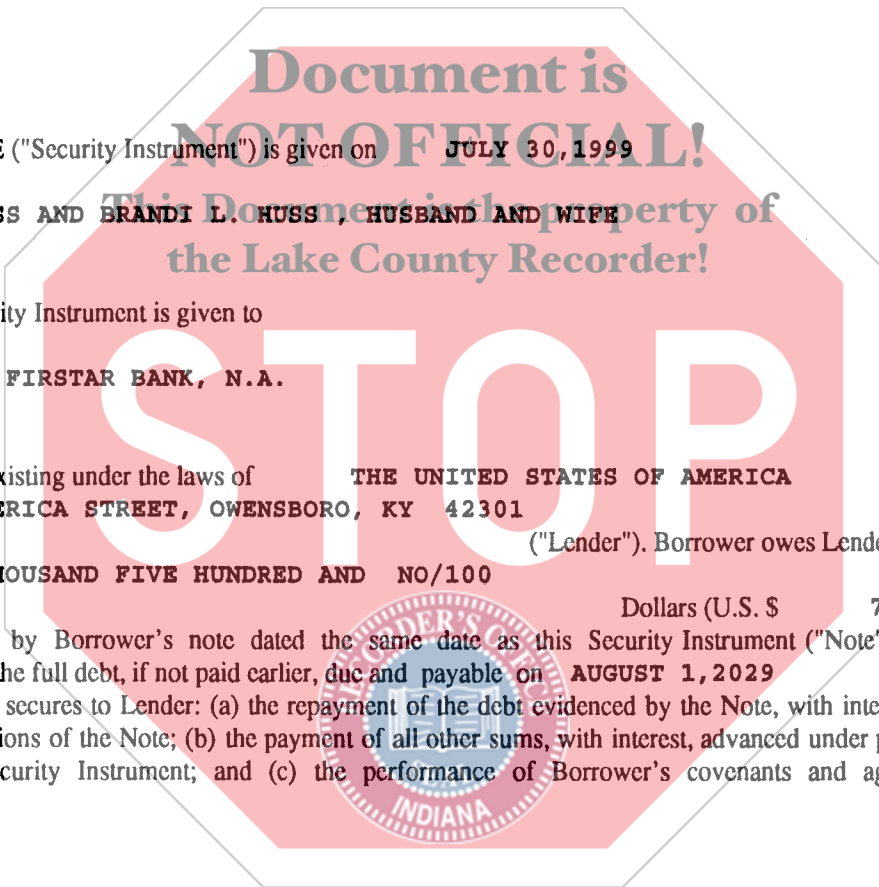 Document is
NOT OFFICIAL!
("Security Instrument") is given on JULY 30,1999
This Document is the property of
SS AND BRANDI L. HUSS , HUSBAND AND WIFE
the Lake County Recorder!
ity Instrument is given to
FIRSTAR BANK, N.A.
STOP
xisting under the laws of THE UNITED STATES OF AMERICA
ERICA STREET, OWENSBORO, KY 42301
("Lender"). Borrower owes Lende
OUSAND FIVE HUNDRED AND NO/100
Dollars (U.S. $ 7
by Borrower's note dated the same date as this Security Instrument ("Note"
he full debt, if not paid earlier, due and payable on AUGUST 1,2029
secures to Lender: (a) the repayment of the debt evidenced by the Note, with inte
ions of the Note; (b) the payment of all other sums, with interest, advanced under p
curity Instrument; and (c) the performance of Borrower's covenants and ag
RECORDER'S OFFICE
SEAL
INDIANA